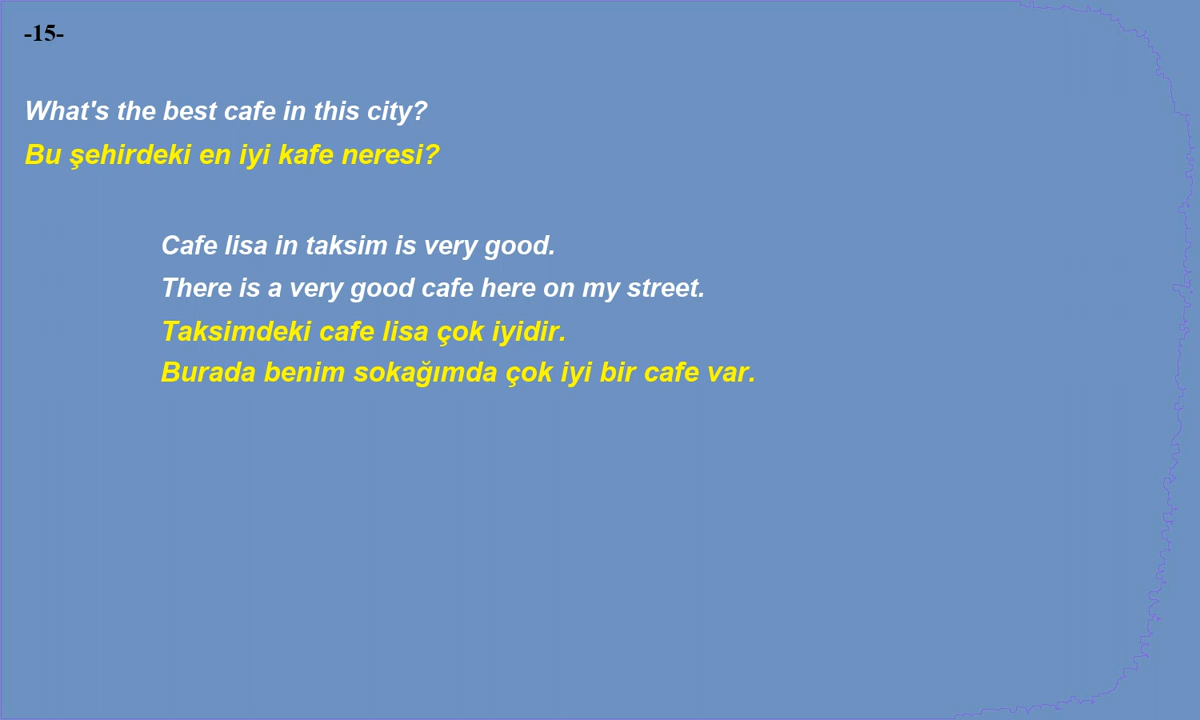 -15-
What's the best cafe in this city?
Bu şehirdeki en iyi kafe neresi?
Cafe lisa in taksim is very good.
There is a very good cafe here on my street.
Taksimdeki cafe lisa çok iyidir.
Burada benim sokağımda çok iyi bir cafe var.